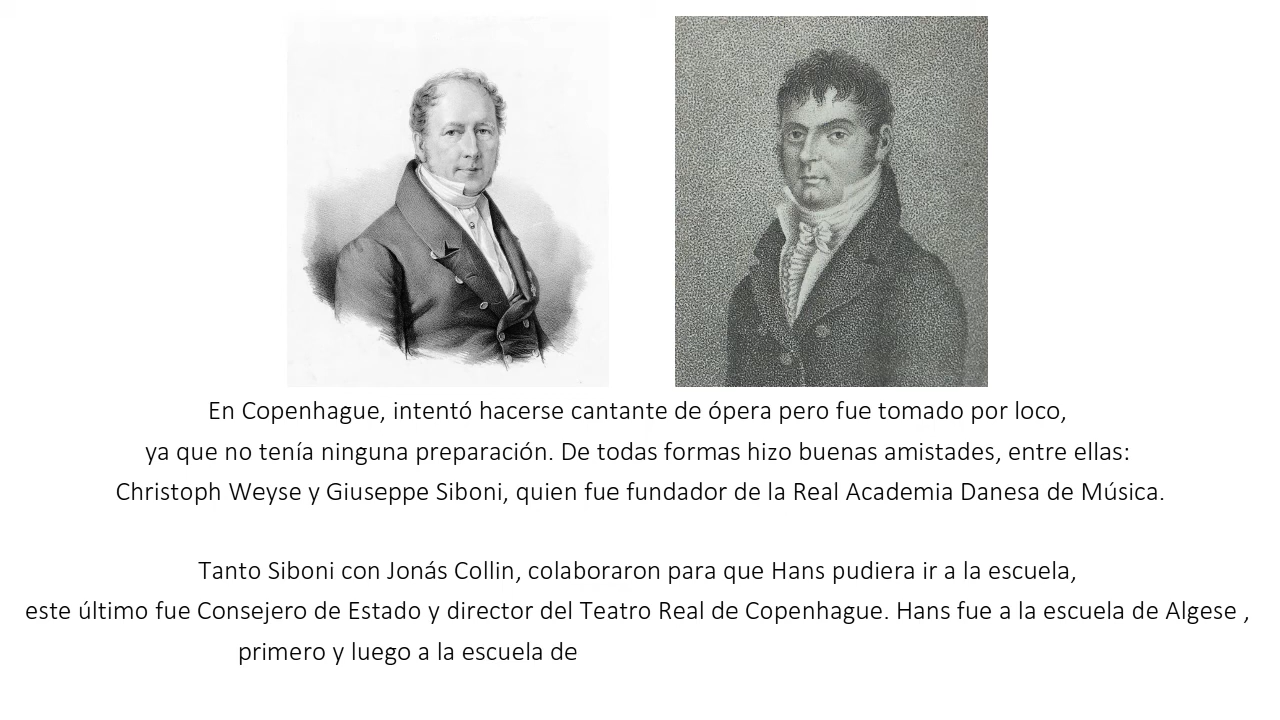 En Copenhague, intentó hacerse cantante de ópera pero fue tomado por loco,
ya que no tenía ninguna preparación. De todas formas hizo buenas amistades, entre ellas:
Christoph Weyse y Giuseppe Siboni, quien fue fundador de la Real Academia Danesa de Música.
Tanto Siboni con Jonás Collin, colaboraron para que Hans pudiera ir a la escuela,
este último fue Consejero de Estado y director del Teatro Real de Copenhague. Hans fue a la escuela de Algese ,
primero y luego a la escuela de